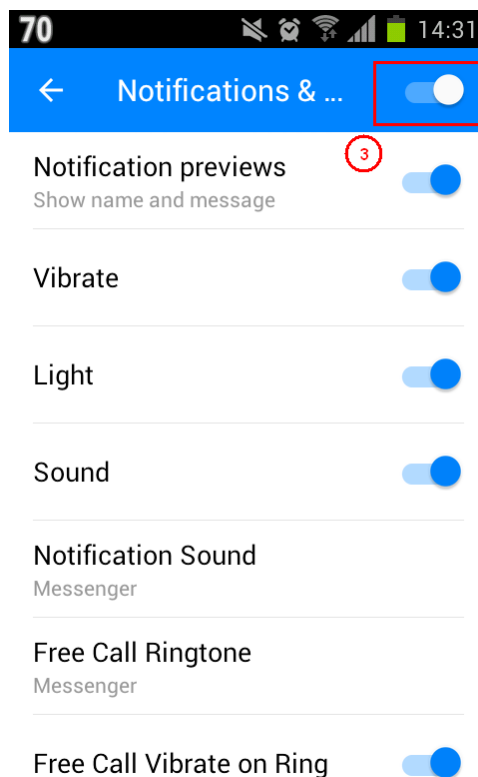 70 14:31
Notifications & ...
3
Notification previews
Show name and message
Vibrate
Light
Sound
Notification Sound
Messenger
Free Call Ringtone
Messenger
Free Call Vibrate on Ring